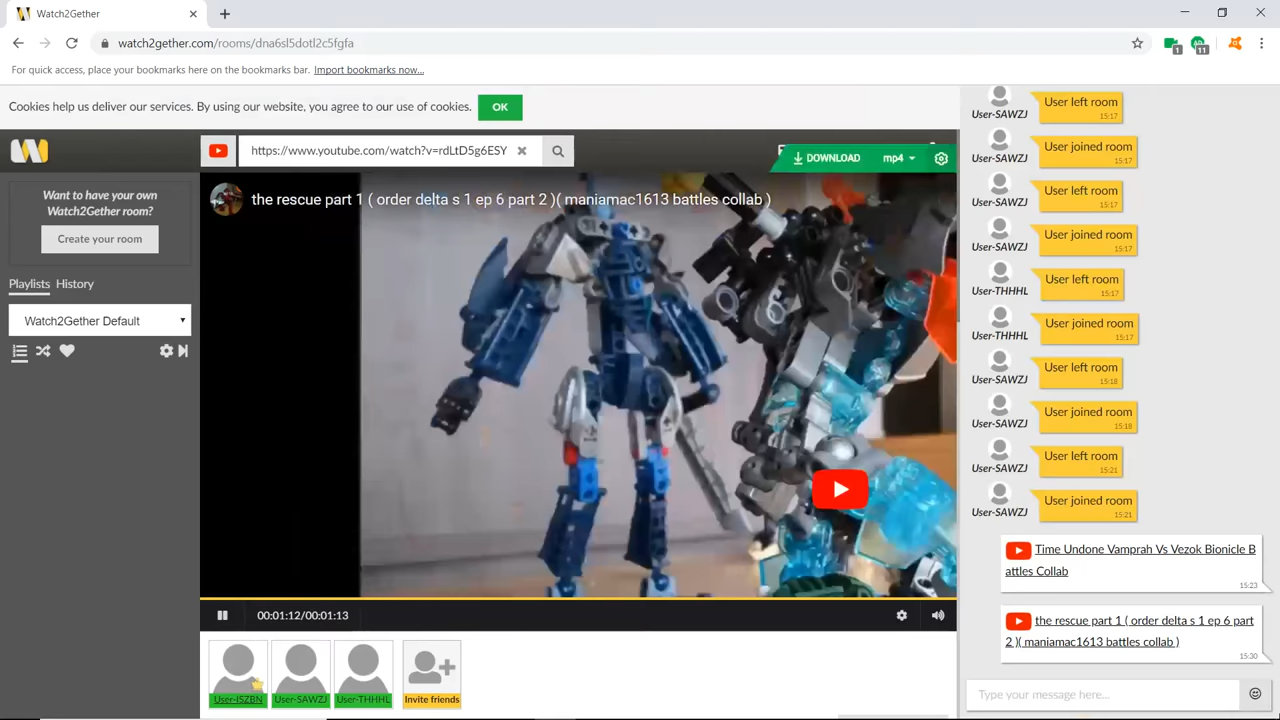 Watch2Gether
watch2gether.com/rooms/dna6sl5dotl2c5fgfa
1
11
For quick access, place your bookmarks here on the bookmarks bar. Import bookmarks now...
Cookies help us deliver our services. By using our website, you agree to our use of cookies. OK
https://www.youtube.com/watch?v=rdLtD5g6ESY
DOWNLOAD mp4
Want to have your own
Watch2Gether room?
Create your room
Playlists History
Watch2Gether Default
the rescue part 1 ( order delta s 1 ep 6 part 2 )( maniamac1613 battles collab )
00:01:12/00:01:13
User-ISZBN
User-SAWZJ
User-THHHL
Invite friends
User left room
15:17
User-SAWZJ
User joined room
15:17
User-SAWZJ
User left room
15:17
User-SAWZJ
User joined room
15:17
User-SAWZJ
User left room
15:17
User-THHHL
User joined room
15:17
User-THHHL
User left room
15:18
User-SAWZJ
User joined room
15:18
User-SAWZJ
User left room
15:21
User-SAWZJ
User joined room
15:21
User-SAWZJ
Time Undone Vamprah Vs Vezok Bionicle B
attles Collab
15:23
the rescue part 1 ( order delta s 1 ep 6 part
2 )( maniamac1613 battles collab )
15:30
Type your message here...